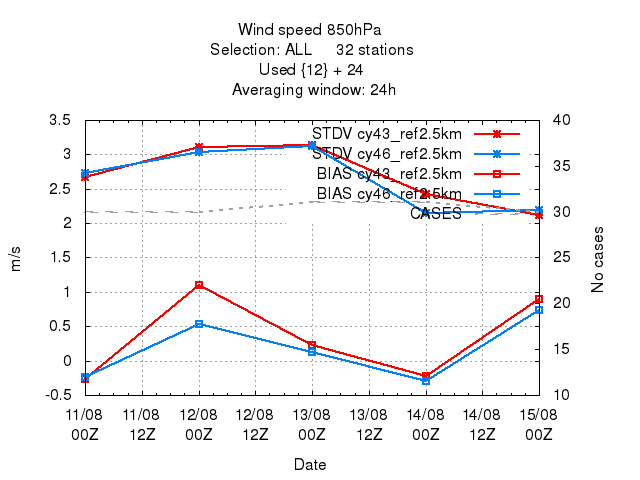 Wind speed 850hPa
Selection: ALL 32 stations
Used {12} + 24
Averaging window: 24h
3.5
3
2.5
2
1.5
1
0.5
0
-0.5
m/s
40
35
30
25
20
15
10
No cases
STDV cy43_ref2.5km
STDV cy46_ref2.5km
BIAS cy43_ref2.5km
BIAS cy46_ref2.5km
CASES
11/08 11/08 12/08 12/08 13/08 13/08 14/08 14/08 15/08
00Z 12Z 00Z 12Z 00Z 12Z 00Z 12Z 00Z
Date